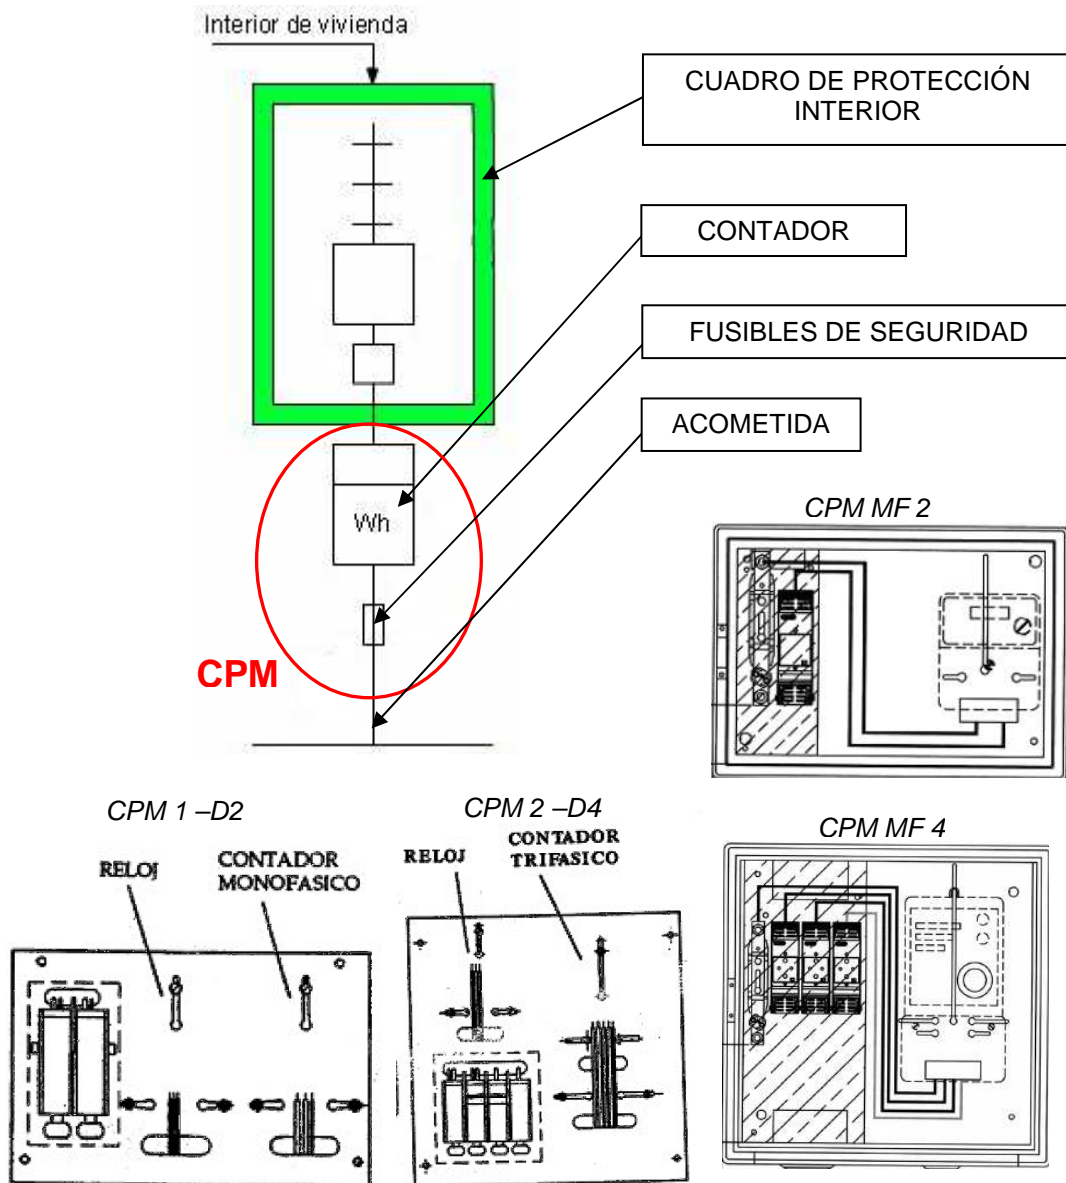 Interior de vivienda
CUADRO DE PROTECCIÓN
INTERIOR
CONTADOR
FUSIBLES DE SEGURIDAD
ACOMETIDA
Wh
CPM
CPM MF 2
CPM 1 –D2
RELOJ
CONTADOR
MONOFASICO
CPM 2 –D4
RELOJ
CONTADOR
TRIFASICO
CPM MF 4